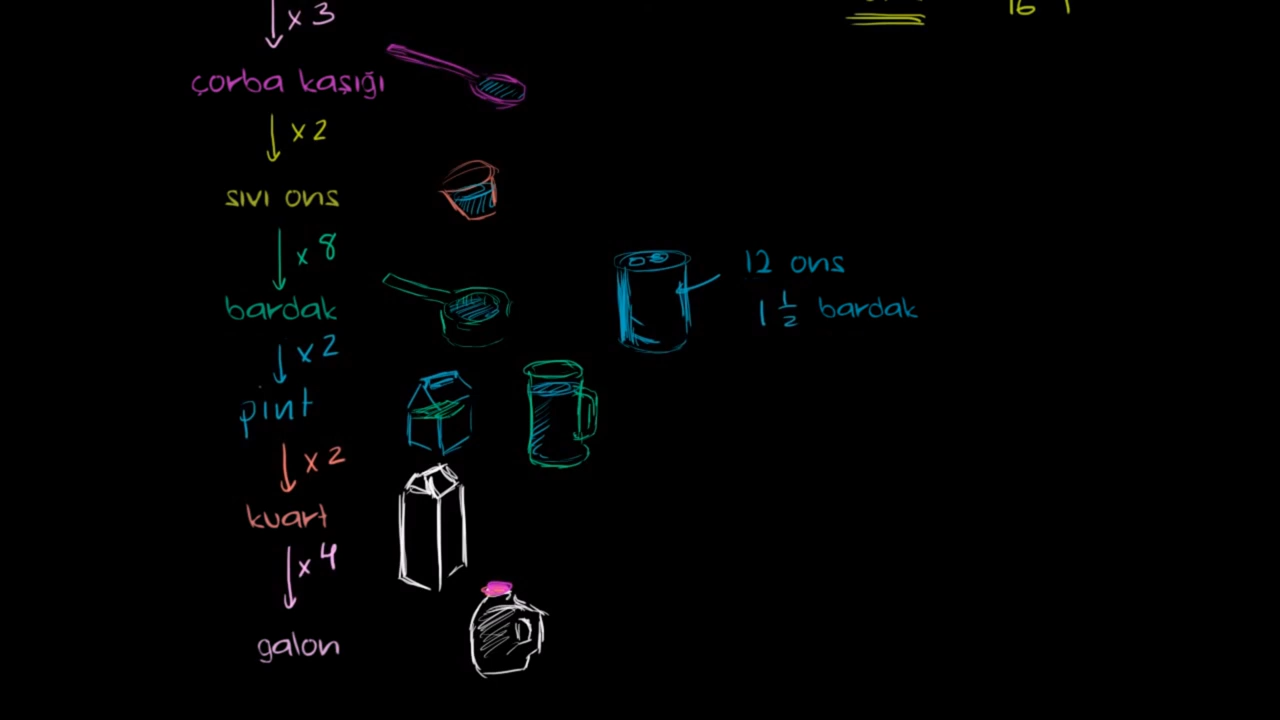 x 3
çorba kaşığı
x 2
sıvı ons
x 8
12 ons
1 1/2 bardak
bardak
x 2
pint
x 2
kuart
x 4
galon
16